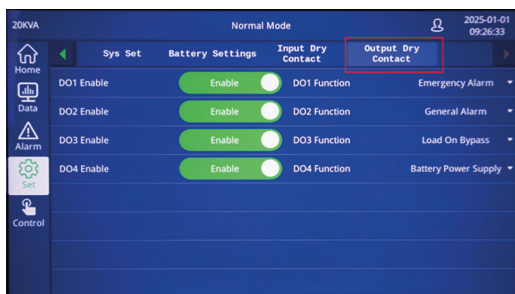 20KVA
Normal Mode
2025-01-01
09:26:33
Home
Sys Set
Battery Settings
Input Dry
Contact
Output Dry
Contact
DO1 Enable Enable DO1 Function Emergency Alarm
Data
DO2 Enable Enable DO2 Function General Alarm
Alarm
DO3 Enable Enable DO3 Function Load On Bypass
Set
DO4 Enable Enable DO4 Function Battery Power Supply
Control